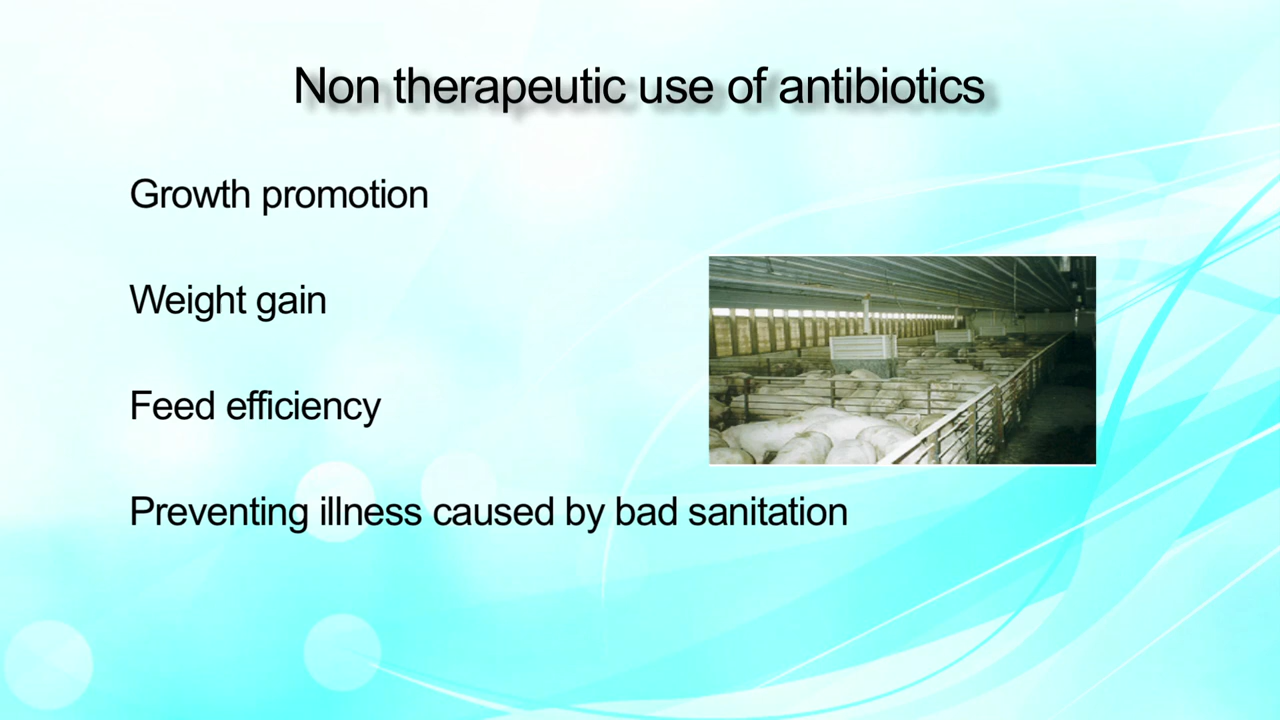 Non therapeutic use of antibiotics
Growth promotion
Weight gain
Feed efficiency
Preventing illness caused by bad sanitation